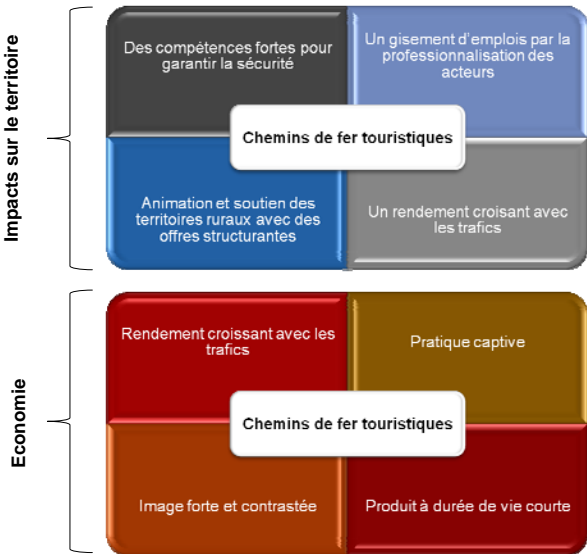 Impacts sur le territoire
Des compétences fortes pour
garantir la sécurité
Un gisement d'emplois par la
professionnalisation des
acteurs
Chemins de fer touristiques
Animation et soutien des
territoires ruraux avec des
offres structurantes
Un rendement croisant avec
les trafics
Economie
Rendement croissant avec les
trafics
Pratique captive
Chemins de fer touristiques
Image forte et contrastée
Produit à durée de vie courte